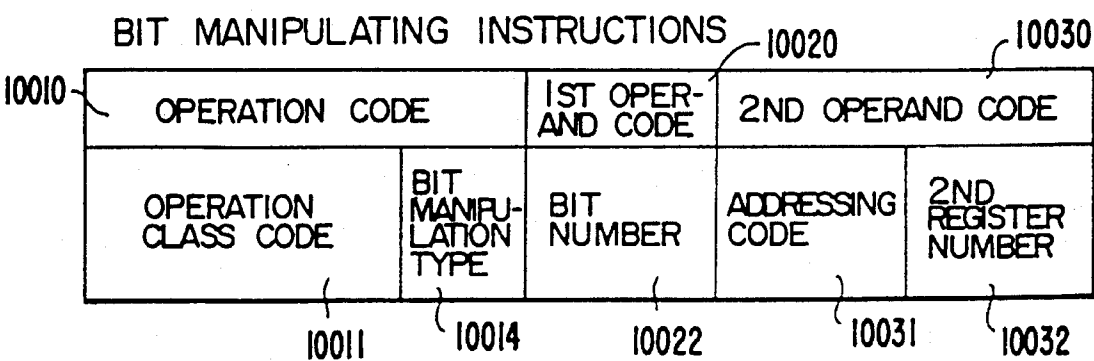 BIT MANIPULATING INSTRUCTIONS
10020
10030
10010
OPERATION CODE
1ST OPER-
AND CODE
2ND OPERAND CODE
OPERATION
CLASS CODE
BIT
MANIPU-
LATION
TYPE
BIT
NUMBER
ADDRESSING
CODE
2ND
REGISTER
NUMBER
10011
10014
10022
10031
10032